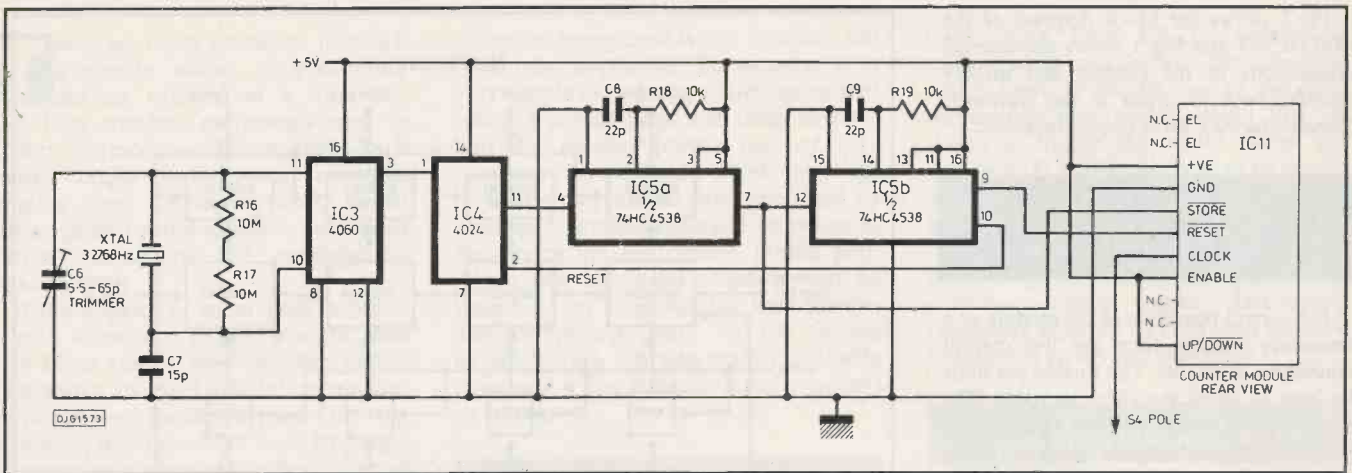 +5V
C8
22p
R18 10k
C9
22p
R19 10k
N.C. EL
N.C. EL
IC11
+VE
GND
STORE
RESET
CLOCK
ENABLE
N.C.
N.C.
UP/DOWN
COUNTER MODULE
REAR VIEW
16
14
1
2
3
5
15
14
13
11
16
11
3
1
9
10
R16
10M
XTAL
32768Hz
IC3
4060
IC4
4024
11
4
IC5a
1/2
74HC4538
7
12
IC5b
1/2
74HC4538
C6
5·5-65p
TRIMMER
R17
10M
10
2
RESET
8
12
7
C7
15p
DJG1573
S4 POLE